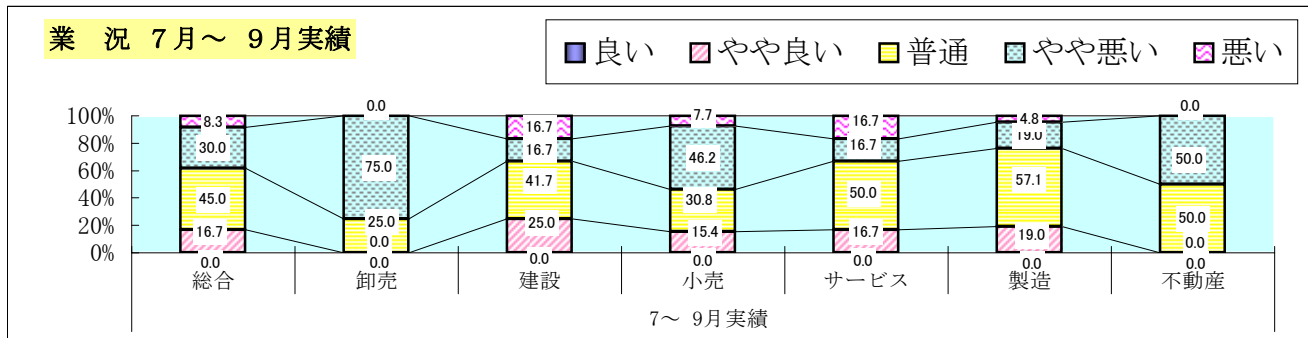 業　況　7月～ 9月実績
良い やや良い 普通 やや悪い 悪い
0.0 0.0
100% 8.3 16.7 7.7 16.7 4.8
80% 30.0 75.0 16.7 46.2 16.7 19.0 50.0
60% 41.7 57.1
40% 45.0 30.8 50.0 50.0
20% 16.7 25.0 25.0 15.4 16.7 19.0
0.0 0.0
0% 0.0 0.0 0.0 0.0 0.0 0.0 0.0
総合 卸売 建設 小売 サービス 製造 不動産
7～ 9月実績